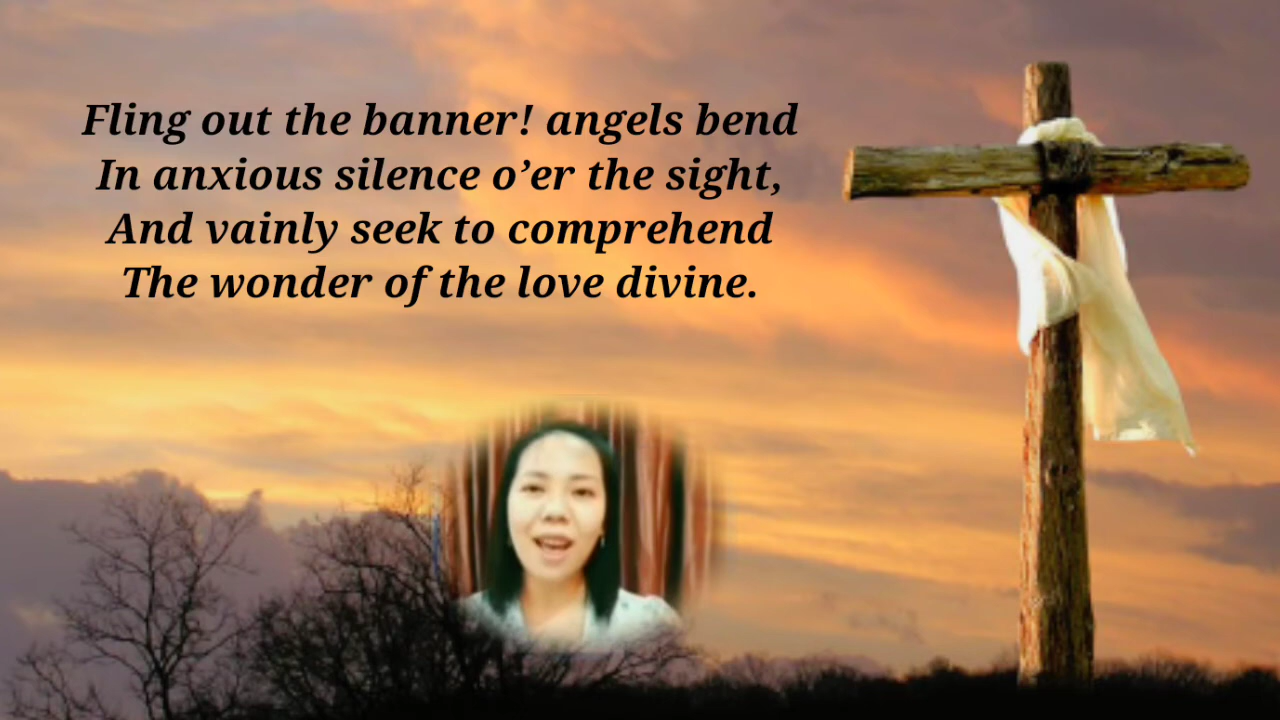 Fling out the banner! angels bend
In anxious silence o’er the sight,
And vainly seek to comprehend
The wonder of the love divine.